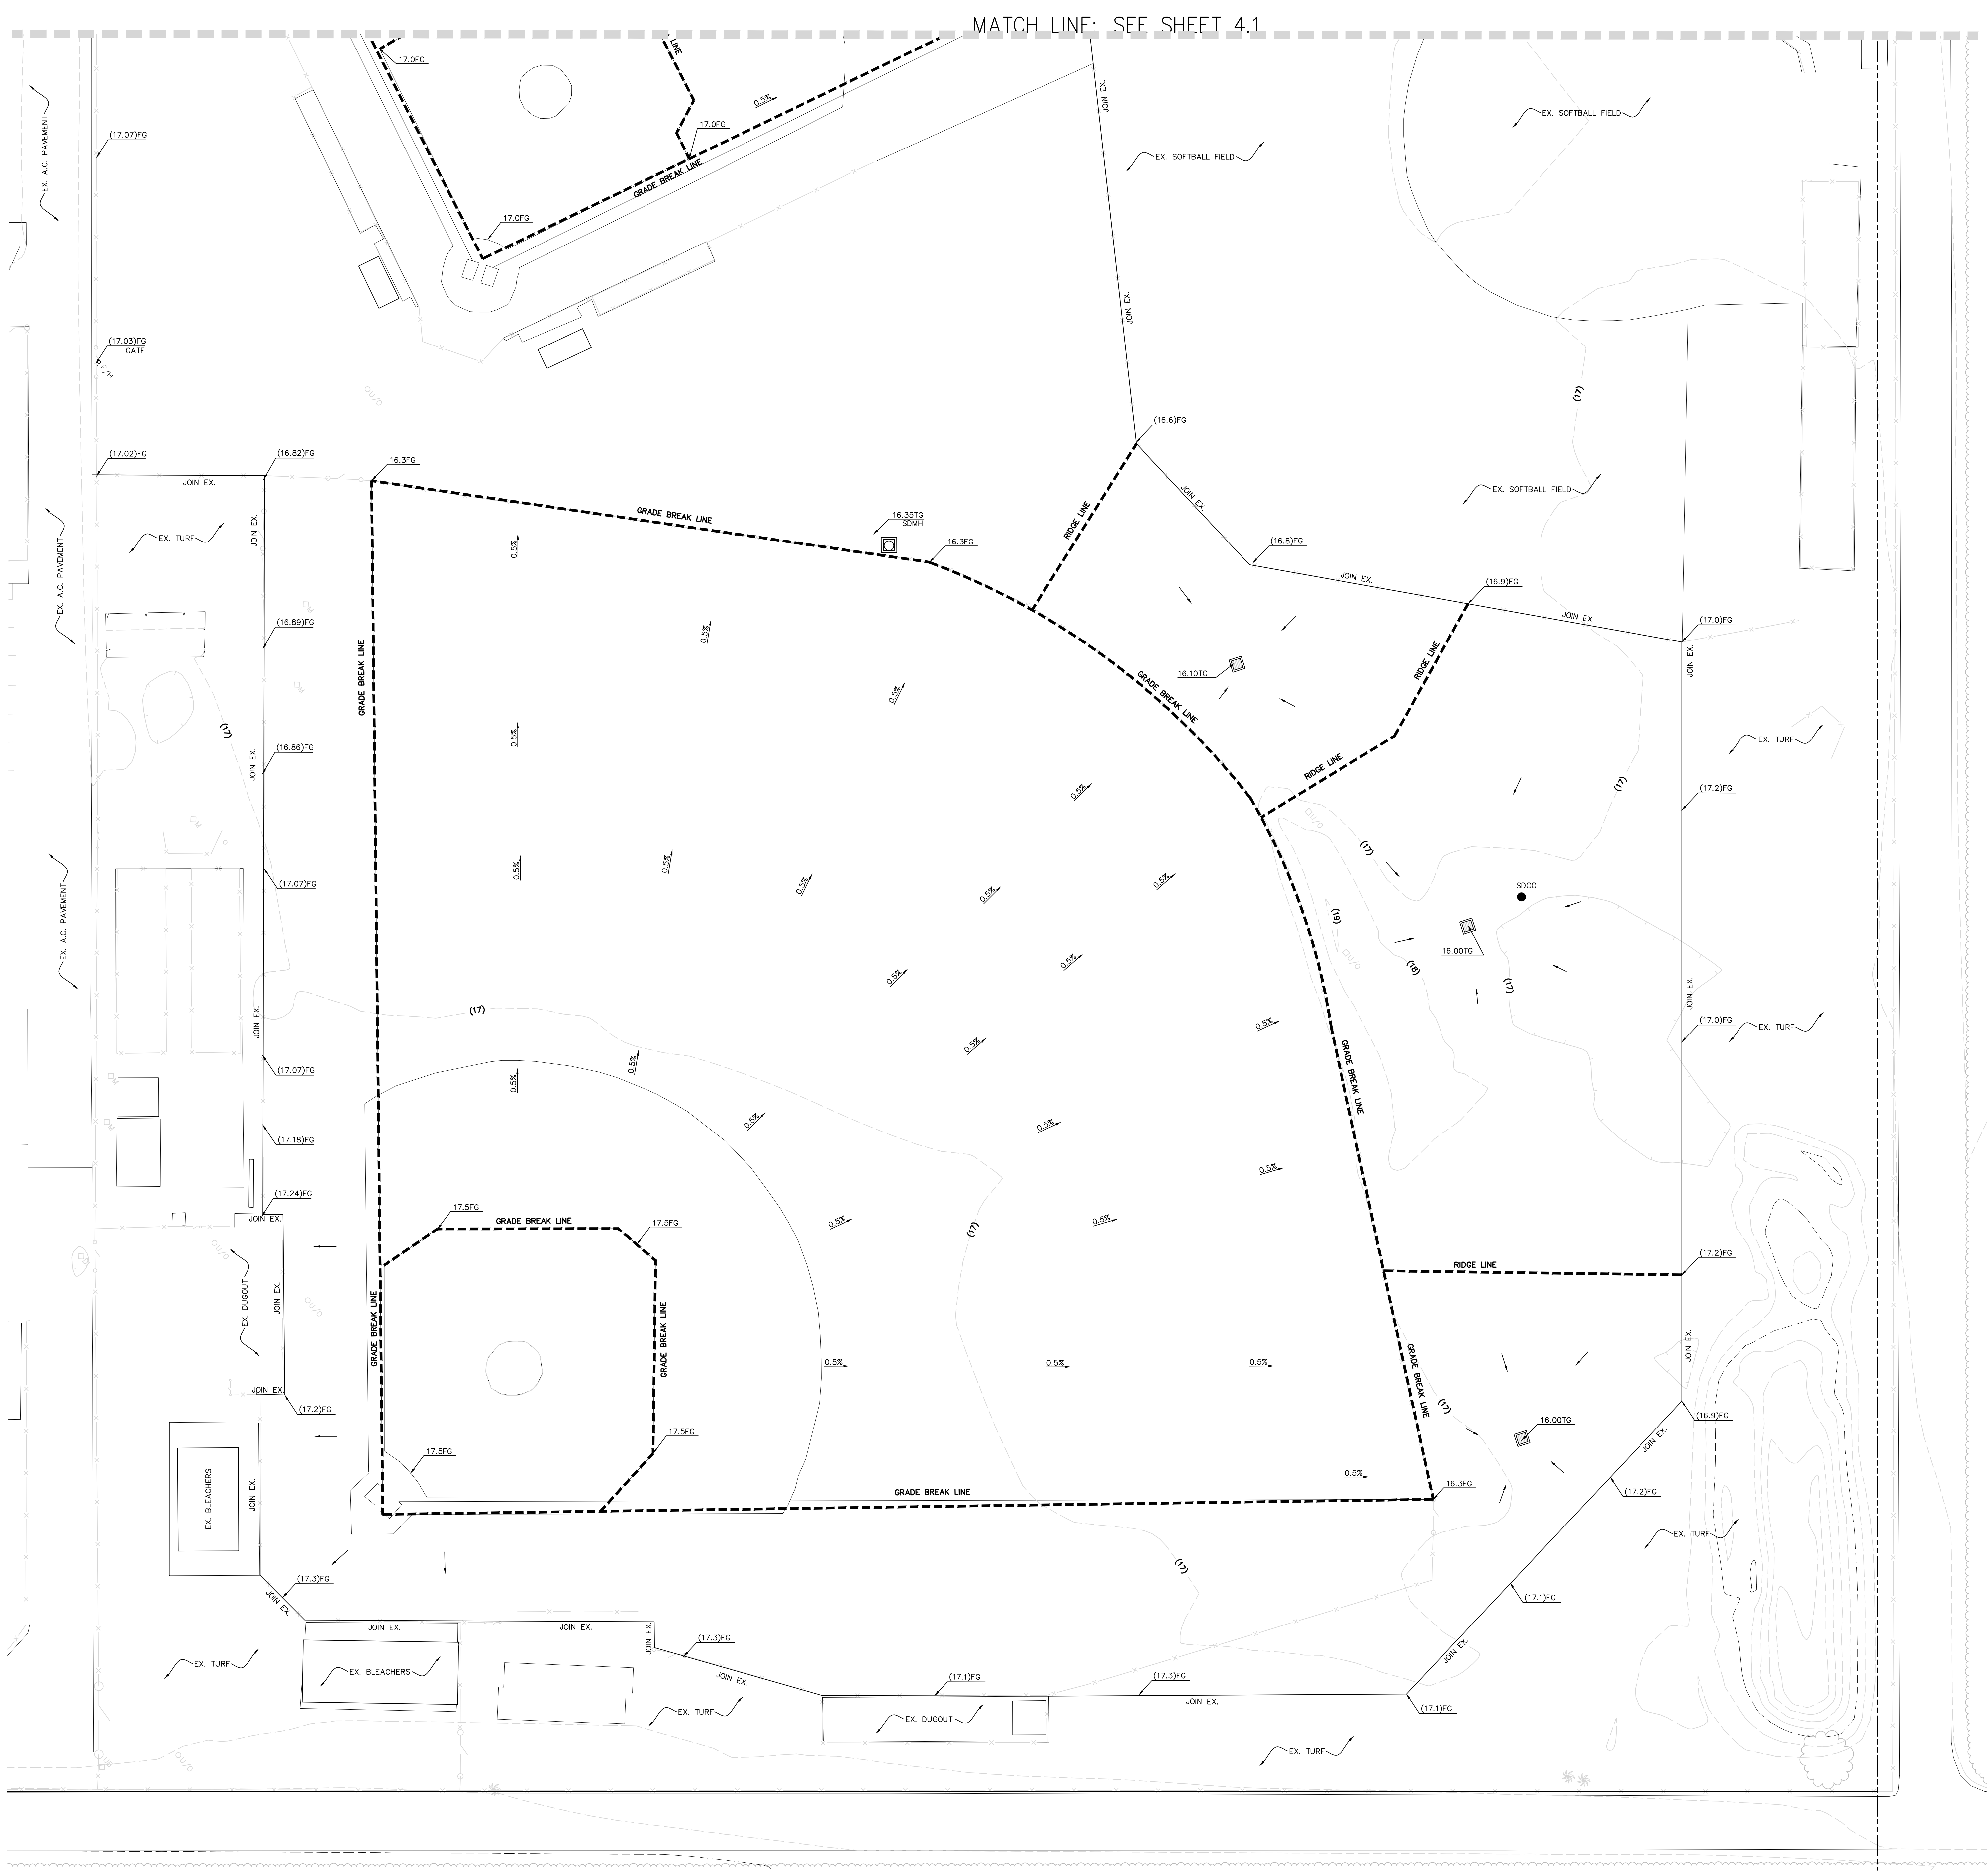 MATCH LINE: SEE SHEET 4.1
17.0FG
LINE
0.5%
JOIN EX.
EX. SOFTBALL FIELD
EX. A.C. PAVEMENT
(17.07)FG
17.0FG
GRADE BREAK LINE
EX. SOFTBALL FIELD
17.0FG
JOIN EX.
(17.03)FG
GATE
F/H
(17)
(16.6)FG
(17.02)FG
JOIN EX.
(16.82)FG
16.3FG
JOIN EX.
EX. SOFTBALL FIELD
GRADE BREAK LINE
16.35TG
SDMH
RIDGE LINE
EX. TURF
JOIN EX.
0.5%
16.3FG
(16.8)FG
JOIN EX.
(16.9)FG
JOIN EX.
EX. A.C. PAVEMENT
(16.89)FG
0.5%
(17.0)FG
GRADE BREAK LINE
0.5%
16.10TG
GRADE BREAK LINE
RIDGE LINE
JOIN EX.
(17)
0.5%
(16.86)FG
JOIN EX.
EX. TURF
RIDGE LINE
0.5%
(17)
(17.2)FG
(17)
0.5%
0.5%
0.5%
0.5%
0.5%
(17.07)FG
SDCO
EX. A.C. PAVEMENT
(19)
16.00TG
0.5%
0.5%
(18)
(17)
JOIN EX.
(17)
JOIN EX.
0.5%
0.5%
(17.0)FG
EX. TURF
0.5%
0.5%
(17.07)FG
GRADE BREAK LINE
0.5%
0.5%
(17.18)FG
0.5%
(17.24)FG
JOIN EX.
17.5FG
GRADE BREAK LINE
17.5FG
0.5%
(17)
0.5%
RIDGE LINE
(17.2)FG
EX. DUGOUT
JOIN EX.
GRADE BREAK LINE
GRADE BREAK LINE
0.5%
0.5%
0.5%
GRADE BREAK LINE
JOIN EX.
JOIN EX.
(17.2)FG
(17)
16.00TG
(16.9)FG
17.5FG
17.5FG
JOIN EX.
EX. BLEACHERS
JOIN EX.
GRADE BREAK LINE
0.5%
16.3FG
(17.2)FG
EX. TURF
(17)
(17.3)FG
JOIN EX.
(17.1)FG
JOIN EX.
JOIN EX.
JOIN EX.
(17.3)FG
JOIN EX.
EX. TURF
EX. BLEACHERS
JOIN EX.
(17.1)FG
(17.3)FG
JOIN EX.
(17.1)FG
EX. TURF
EX. DUGOUT
EX. TURF